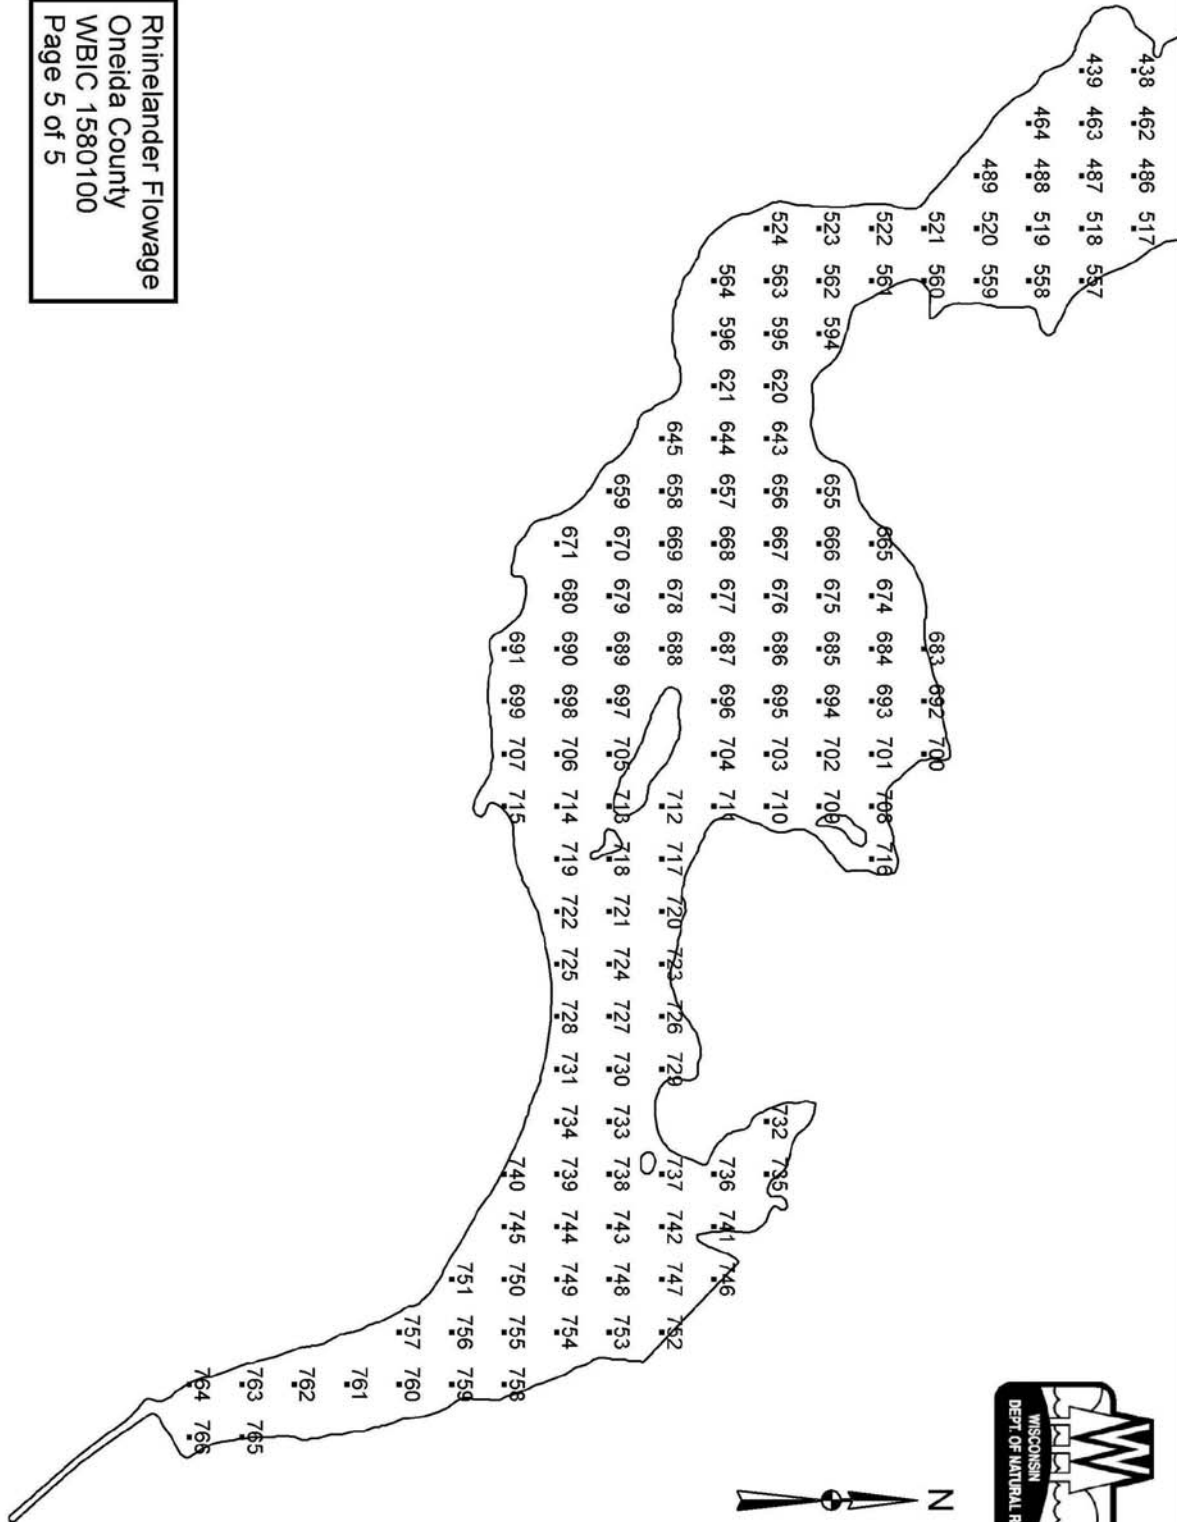 438 462 486 517
439 463 487 518 557
WISCONSIN
DEPT. OF NATURAL R
464 488 519 558
489 520 559
N
521 560 683 692 700
522 561 665 674 684 693 701 708 716
523 562 594 655 666 675 685 694 702 709
524 563 595 620 643 656 667 676 686 695 703 710 732 735
564 596 621 644 657 668 677 687 696 704 711 736 741 746
645 658 669 678 688 712 717 720 723 726 729 737 742 747 752
659 670 679 689 697 705 713 718 721 724 727 730 733 738 743 748 753
671 680 690 698 706 714 719 722 725 728 731 734 739 744 749 754
691 699 707 715 740 745 750 755 758
751 756 759
757 760
761
762
763 765
764 766
Rhinelander Flowage
Oneida County
WBIC 1580100
Page 5 of 5